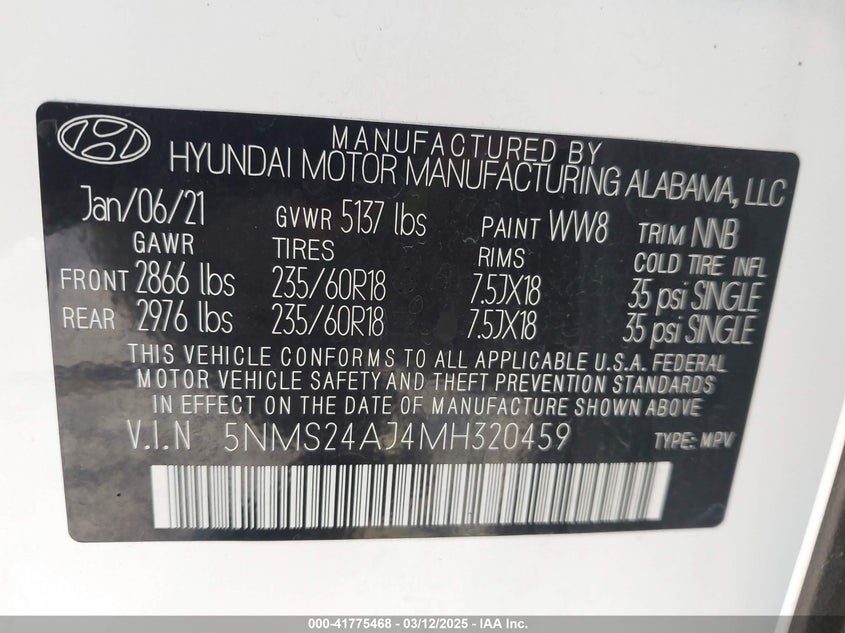 MANUFACTURED BY
HYUNDAI MOTOR MANUFACTURING ALABAMA, LLC
Jan/06/21 GVWR 5137 lbs PAINT WW8 TRIM NNB
GAWR TIRES RIMS COLD TIRE INFL
FRONT 2866 lbs 235/60R18 7.5JX18 35 psi SINGLE
REAR 2976 lbs 235/60R18 7.5JX18 35 psi SINGLE
THIS VEHICLE CONFORMS TO ALL APPLICABLE U.S.A. FEDERAL
MOTOR VEHICLE SAFETY AND THEFT PREVENTION STANDARDS
IN EFFECT ON THE DATE OF MANUFACTURE SHOWN ABOVE
V.I.N 5NMS24AJ4MH320459 TYPE: MPV
000-41775468 - 03/12/2025 - IAA Inc.